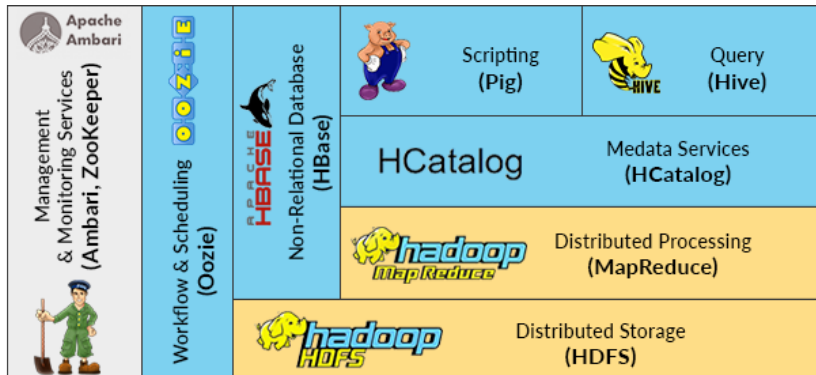 Apache
Ambari
Management
& Monitoring Services
(Ambari, ZooKeeper)
OOZIE
Workflow & Scheduling
(Oozie)
APACHE
HBASE
Non-Relational Database
(HBase)
Scripting
(Pig)
HIVE
Query
(Hive)
HCatalog
Medata Services
(HCatalog)
hadoop
Map Reduce
Distributed Processing
(MapReduce)
hadoop
HDFS
Distributed Storage
(HDFS)